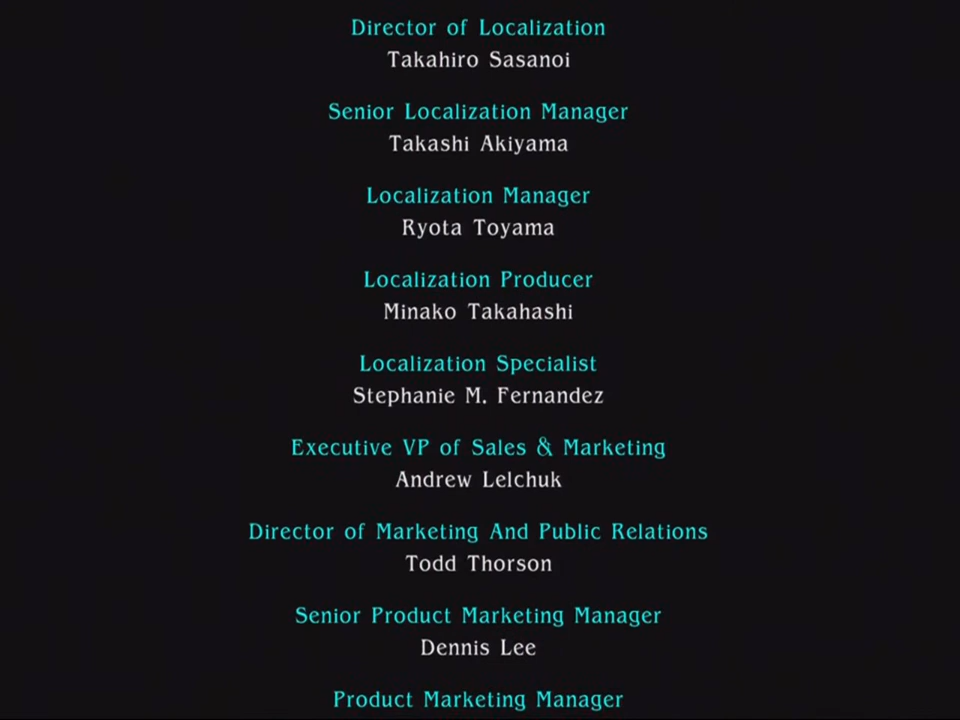 Director of Localization
Takahiro Sasanoi
Senior Localization Manager
Takashi Akiyama
Localization Manager
Ryota Toyama
Localization Producer
Minako Takahashi
Localization Specialist
Stephanie M. Fernandez
Executive VP of Sales & Marketing
Andrew Lelchuk
Director of Marketing And Public Relations
Todd Thorson
Senior Product Marketing Manager
Dennis Lee
Product Marketing Manager